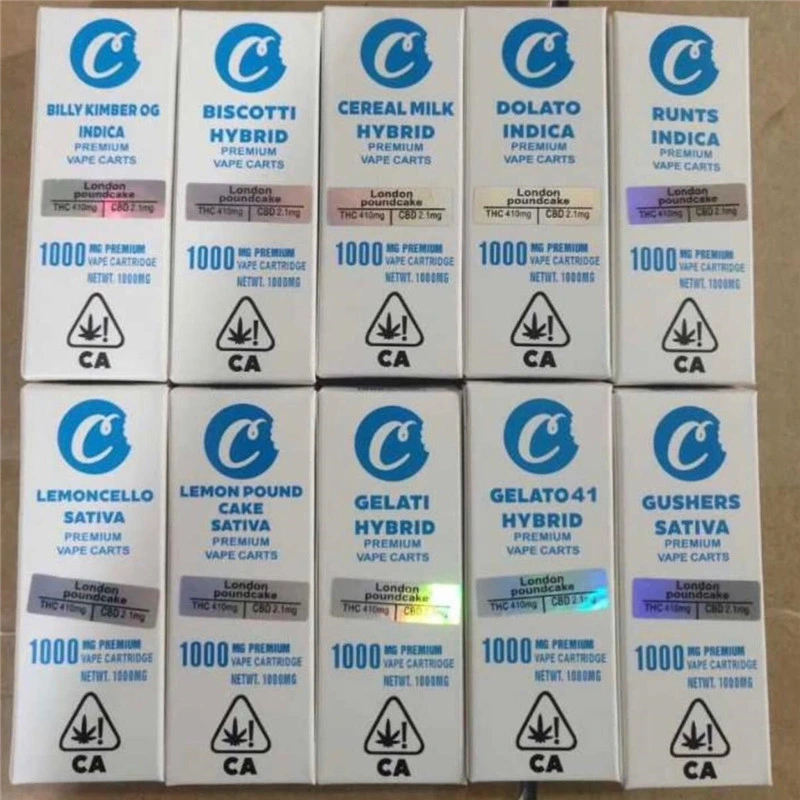 BILLY KIMBER OG
INDICA
PREMIUM
VAPE CARTS
London
poundcake
THC 410mg | CBD 2.1mg
1000 MG PREMIUM
VAPE CARTRIDGE
NETWT. 1000MG
CA
BISCOTTI
HYBRID
PREMIUM
VAPE CARTS
London
poundcake
THC 410mg | CBD 2.1mg
1000 MG PREMIUM
VAPE CARTRIDGE
NETWT. 1000MG
CA
CEREAL MILK
HYBRID
PREMIUM
VAPE CARTS
London
poundcake
THC 410mg | CBD 2.1mg
1000 MG PREMIUM
VAPE CARTRIDGE
NETWT. 1000MG
CA
DOLATO
INDICA
PREMIUM
VAPE CARTS
London
poundcake
THC 410mg | CBD 2.1mg
1000 MG PREMIUM
VAPE CARTRIDGE
NETWT. 1000MG
CA
RUNTS
INDICA
PREMIUM
VAPE CARTS
London
poundcake
THC 410mg | CBD 2.1mg
1000 MG PREMIUM
VAPE CARTRIDGE
NETWT. 1000MG
CA
LEMONCELLO
SATIVA
PREMIUM
VAPE CARTS
London
poundcake
THC 410mg | CBD 2.1mg
1000 MG PREMIUM
VAPE CARTRIDGE
NETWT. 1000MG
CA
LEMON POUND
CAKE
SATIVA
PREMIUM
VAPE CARTS
London
poundcake
THC 410mg | CBD 2.1mg
1000 MG PREMIUM
VAPE CARTRIDGE
NETWT. 1000MG
CA
GELATI
HYBRID
PREMIUM
VAPE CARTS
London
poundcake
THC 410mg | CBD
1000 MG PREMIUM
VAPE CARTRIDGE
NETWT. 1000MG
CA
GELATO 41
HYBRID
PREMIUM
VAPE CARTS
London
poundcake
THC 410mg | CBD
1000 MG PREMIUM
VAPE CARTRIDGE
NETWT. 1000MG
CA
GUSHERS
SATIVA
PREMIUM
VAPE CARTS
London
poundcake
THC 410mg | CBD 2.1mg
1000 MG PREMIUM
VAPE CARTRIDGE
NETWT. 1000MG
CA